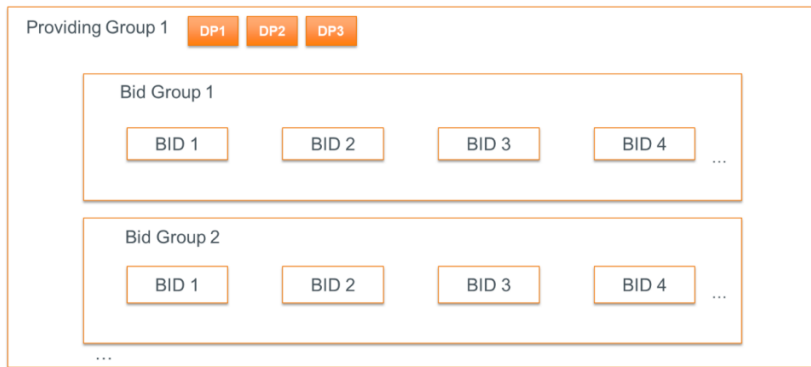 Providing Group 1 DP1 DP2 DP3
Bid Group 1
BID 1 BID 2 BID 3 BID 4 ...
Bid Group 2
BID 1 BID 2 BID 3 BID 4 ...
...